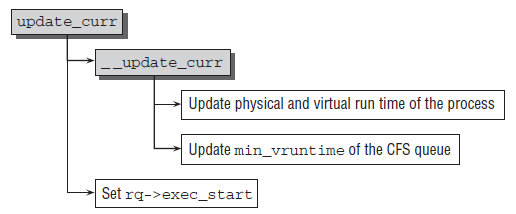 update_curr
__update_curr
Update physical and virtual run time of the process
Update min_vruntime of the CFS queue
Set rq->exec_start